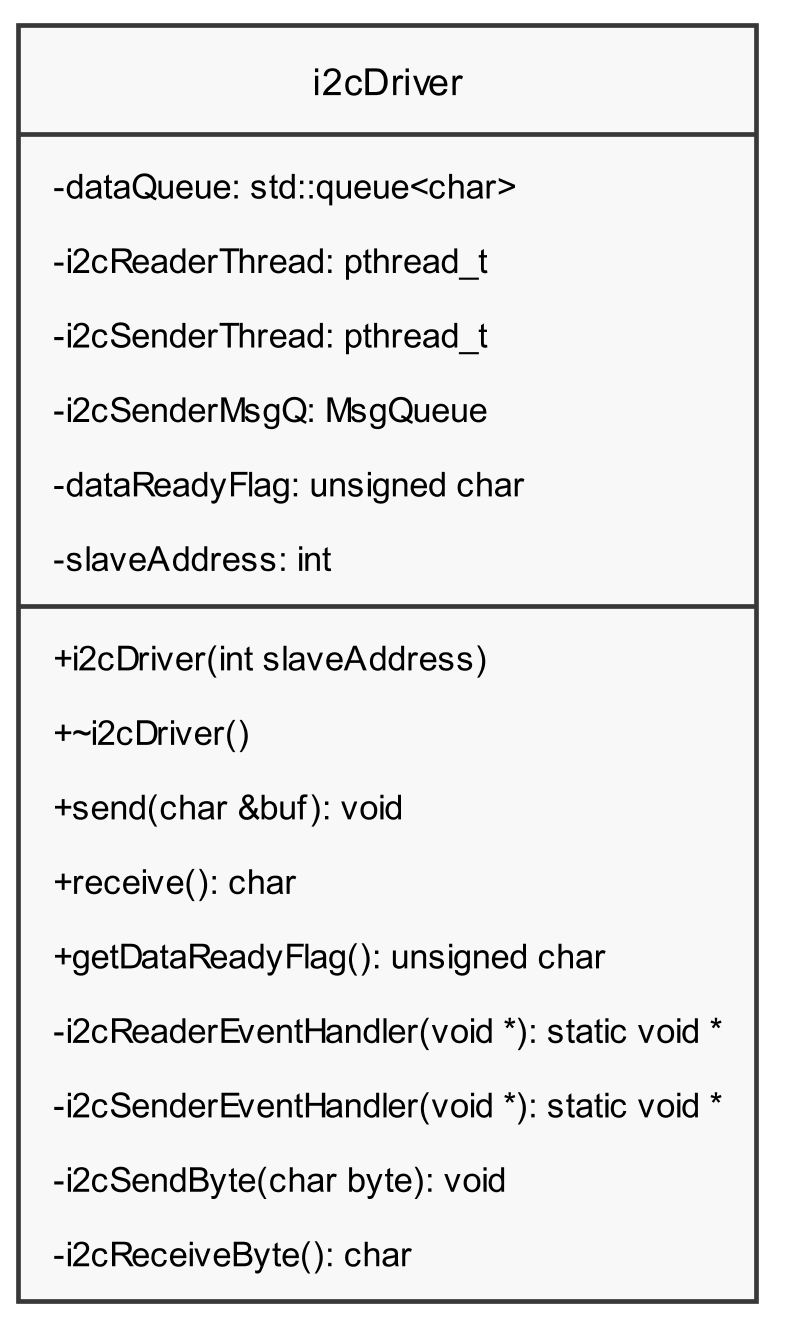 i2cDriver
-dataQueue: std::queue<char>
-i2cReaderThread: pthread_t
-i2cSenderThread: pthread_t
-i2cSenderMsgQ: MsgQueue
-dataReadyFlag: unsigned char
-slaveAddress: int
+i2cDriver(int slaveAddress)
+~i2cDriver()
+send(char &buf): void
+receive(): char
+getDataReadyFlag(): unsigned char
-i2cReaderEventHandler(void *): static void *
-i2cSenderEventHandler(void *): static void *
-i2cSendByte(char byte): void
-i2cReceiveByte(): char